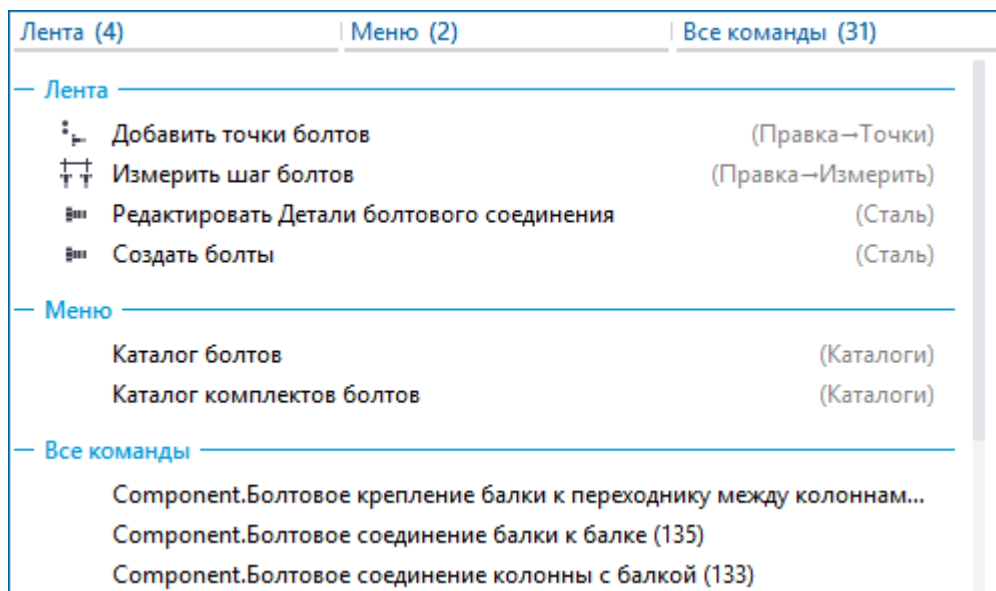 Лента (4) Меню (2) Все команды (31)
Лента
Добавить точки болтов (Правка→Точки)
Измерить шаг болтов (Правка→Измерить)
Редактировать Детали болтового соединения (Сталь)
Создать болты (Сталь)
Меню
Каталог болтов (Каталоги)
Каталог комплектов болтов (Каталоги)
Все команды
Component.Болтовое крепление балки к переходнику между колоннам...
Component.Болтовое соединение балки к балке (135)
Component.Болтовое соединение колонны с балкой (133)